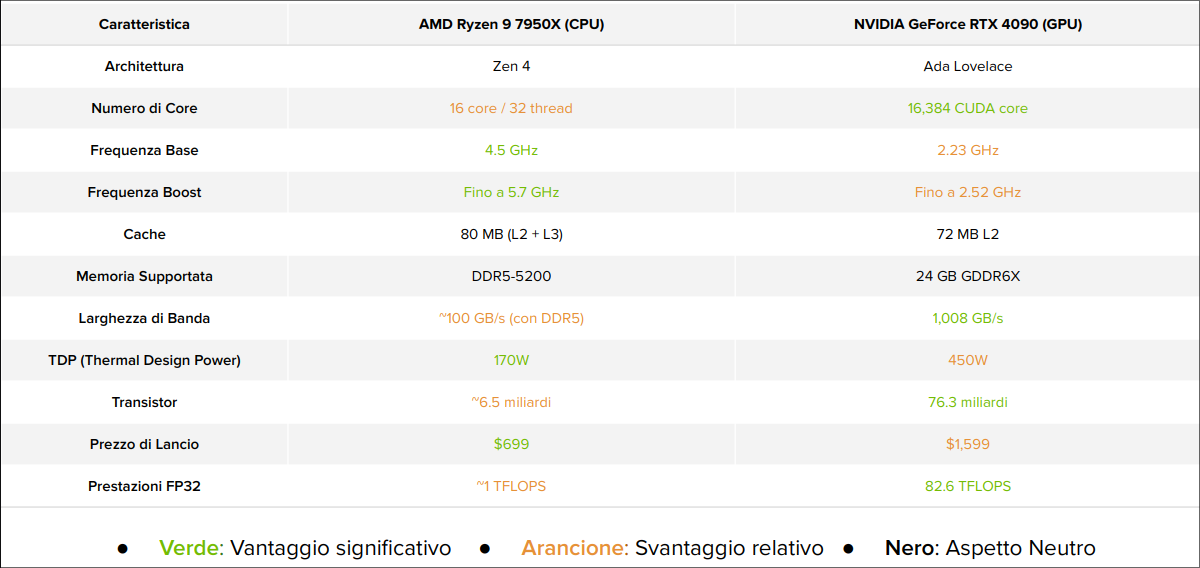 Caratteristica AMD Ryzen 9 7950X (CPU) NVIDIA GeForce RTX 4090 (GPU)
Architettura Zen 4 Ada Lovelace
Numero di Core 16 core / 32 thread 16,384 CUDA core
Frequenza Base 4.5 GHz 2.23 GHz
Frequenza Boost Fino a 5.7 GHz Fino a 2.52 GHz
Cache 80 MB (L2 + L3) 72 MB L2
Memoria Supportata DDR5-5200 24 GB GDDR6X
Larghezza di Banda ~100 GB/s (con DDR5) 1,008 GB/s
TDP (Thermal Design Power) 170W 450W
Transistor ~6.5 miliardi 76.3 miliardi
Prezzo di Lancio $699 $1,599
Prestazioni FP32 ~1 TFLOPS 82.6 TFLOPS
● Verde: Vantaggio significativo ● Arancione: Svantaggio relativo ● Nero: Aspetto Neutro